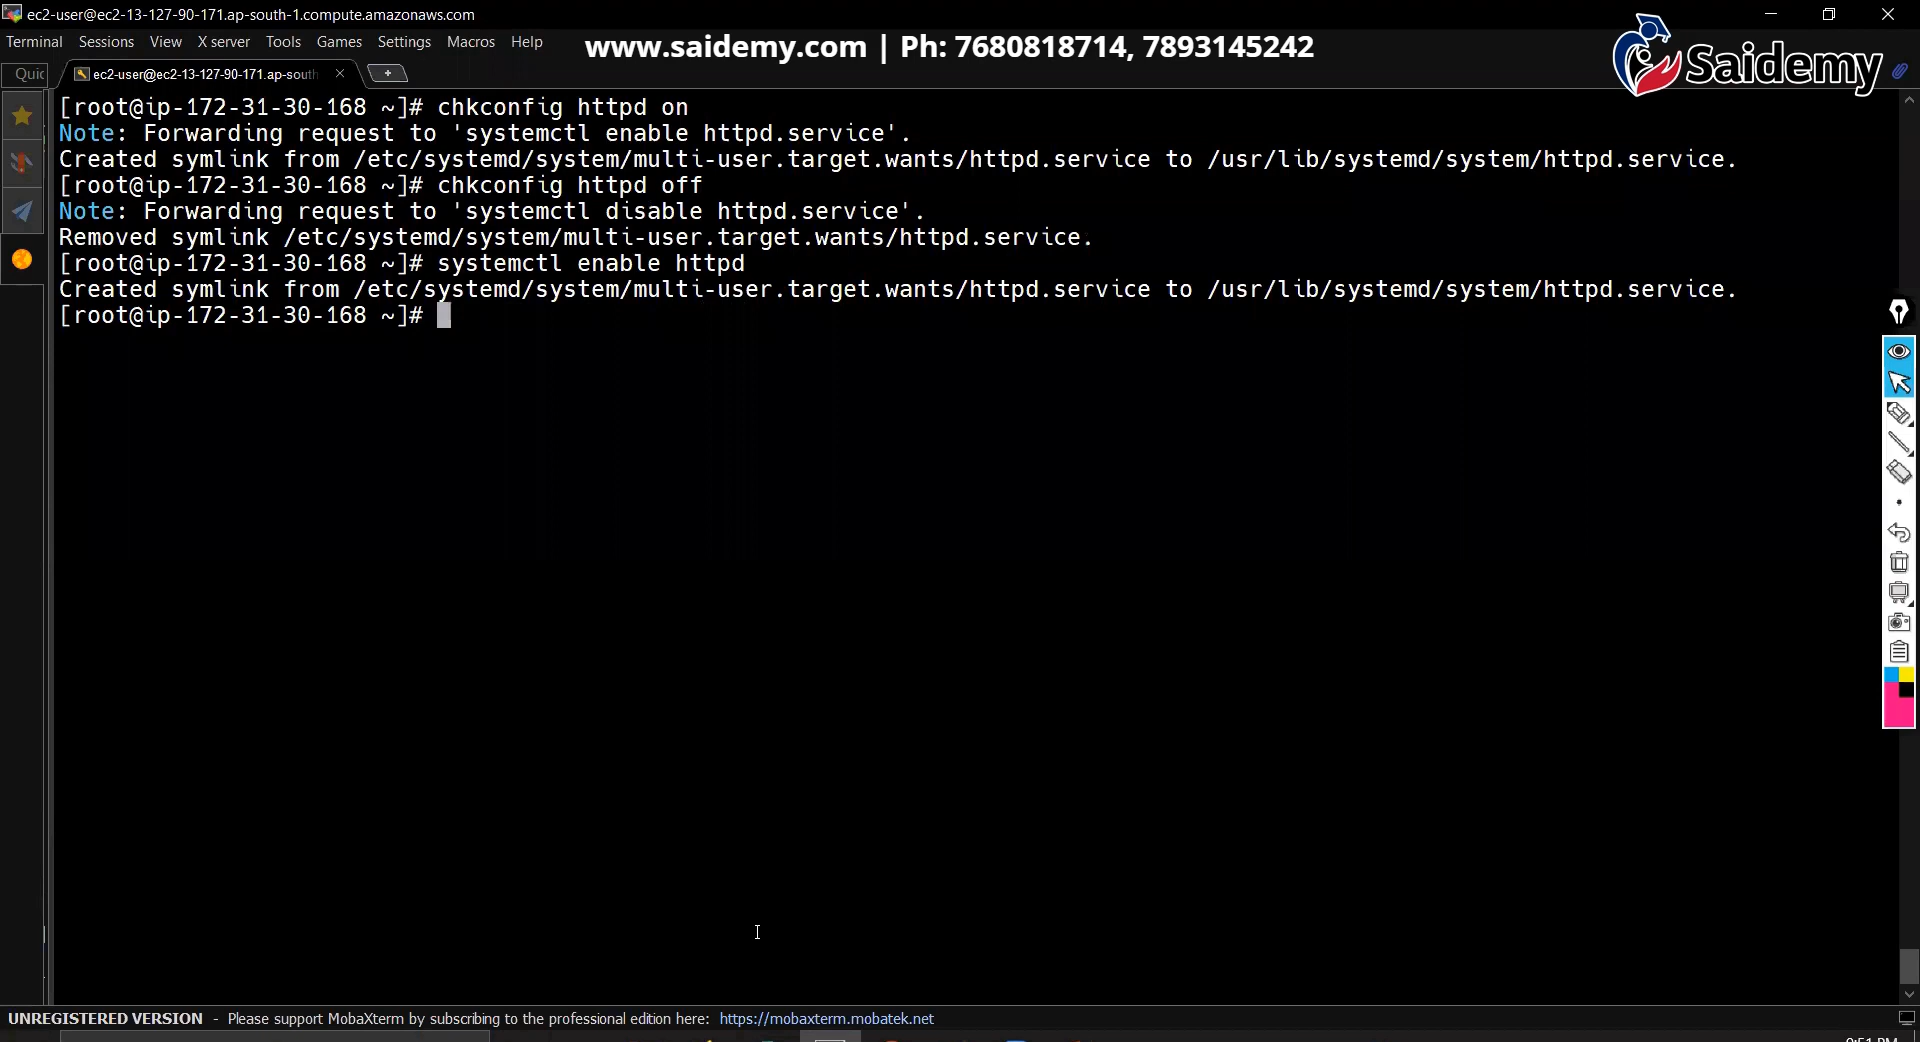 ec2-user@ec2-13-127-90-171.ap-south-1.compute.amazonaws.com
Terminal Sessions View X server Tools Games Settings Macros Help
www.saidemy.com | Ph: 7680818714, 7893145242
Saidemy
Quic
ec2-user@ec2-13-127-90-171.ap-south
[root@ip-172-31-30-168 ~]# chkconfig httpd on
Note: Forwarding request to 'systemctl enable httpd.service'.
Created symlink from /etc/systemd/system/multi-user.target.wants/httpd.service to /usr/lib/systemd/system/httpd.service.
[root@ip-172-31-30-168 ~]# chkconfig httpd off
Note: Forwarding request to 'systemctl disable httpd.service'.
Removed symlink /etc/systemd/system/multi-user.target.wants/httpd.service.
[root@ip-172-31-30-168 ~]# systemctl enable httpd
Created symlink from /etc/systemd/system/multi-user.target.wants/httpd.service to /usr/lib/systemd/system/httpd.service.
[root@ip-172-31-30-168 ~]#
UNREGISTERED VERSION - Please support MobaXterm by subscribing to the professional edition here: https://mobaxterm.mobatek.net